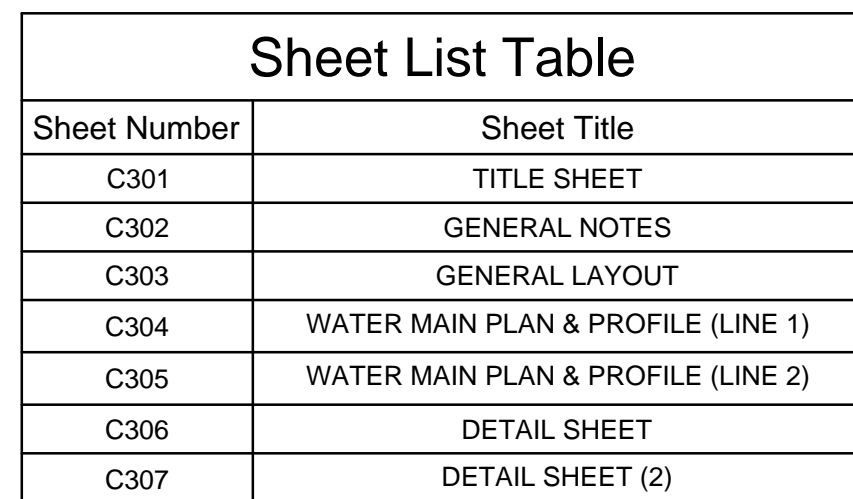 Sheet List Table
Sheet Number Sheet Title
C301 TITLE SHEET
C302 GENERAL NOTES
C303 GENERAL LAYOUT
C304 WATER MAIN PLAN & PROFILE (LINE 1)
C305 WATER MAIN PLAN & PROFILE (LINE 2)
C306 DETAIL SHEET
C307 DETAIL SHEET (2)